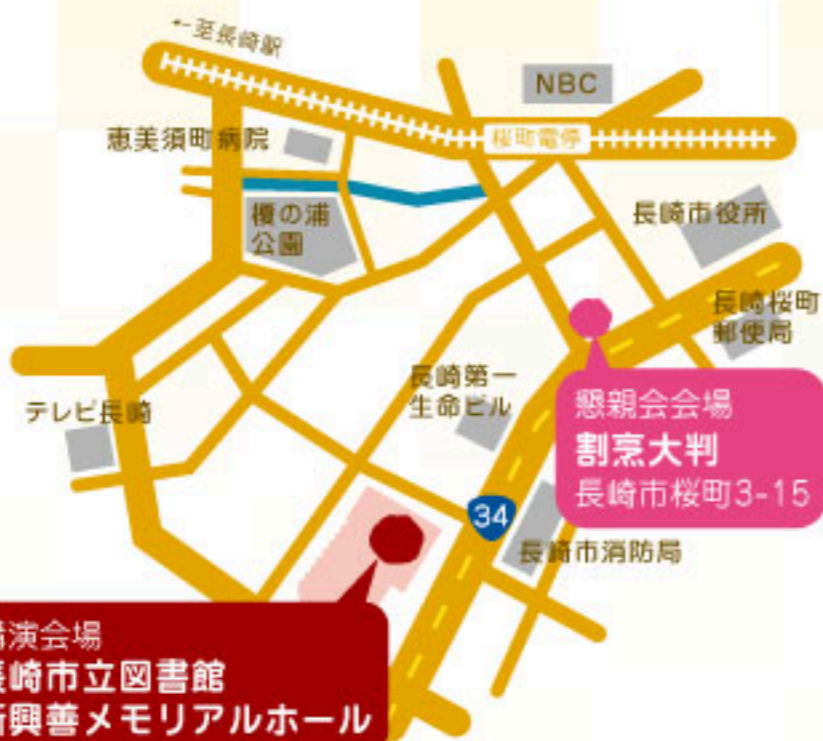 ←至長崎駅
NBC
桜町電停
恵美須町病院
榎の浦
公園
長崎市役所
長崎桜町
郵便局
長崎第一
生命ビル
テレビ長崎
懇親会会場
割烹大判
長崎市桜町3-15
34
長崎市消防局
講演会場
長崎市立図書館
新興善メモリアルホール